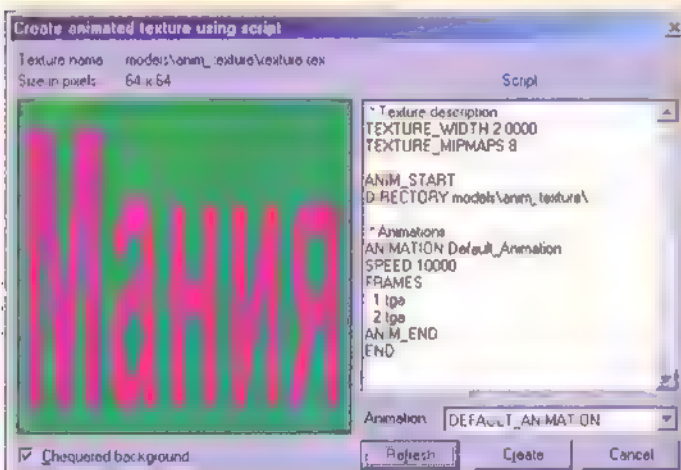 Create animated texture using script
Texture name models\anim_texture\texture.tex
Size in pixels 64 x 64
Script
* Texture description
TEXTURE_WIDTH 2.0000
TEXTURE_MIPMAPS 8
ANIM_START
DIRECTORY models\anim_texture\
* Animations
ANIMATION Default_Animation
SPEED 1.0000
FRAMES
1.tga
2.tga
ANIM_END
END
Мания
Animation DEFAULT_ANIMATION
Chequered background
Refresh Create Cancel